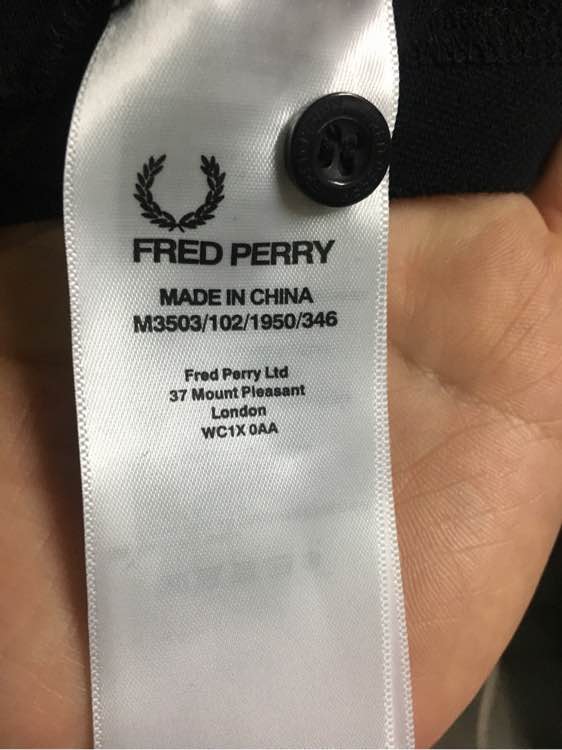 FRED PERRY
MADE IN CHINA
M3503/102/1950/346
Fred Perry Ltd
37 Mount Pleasant
London
WC1X 0AA